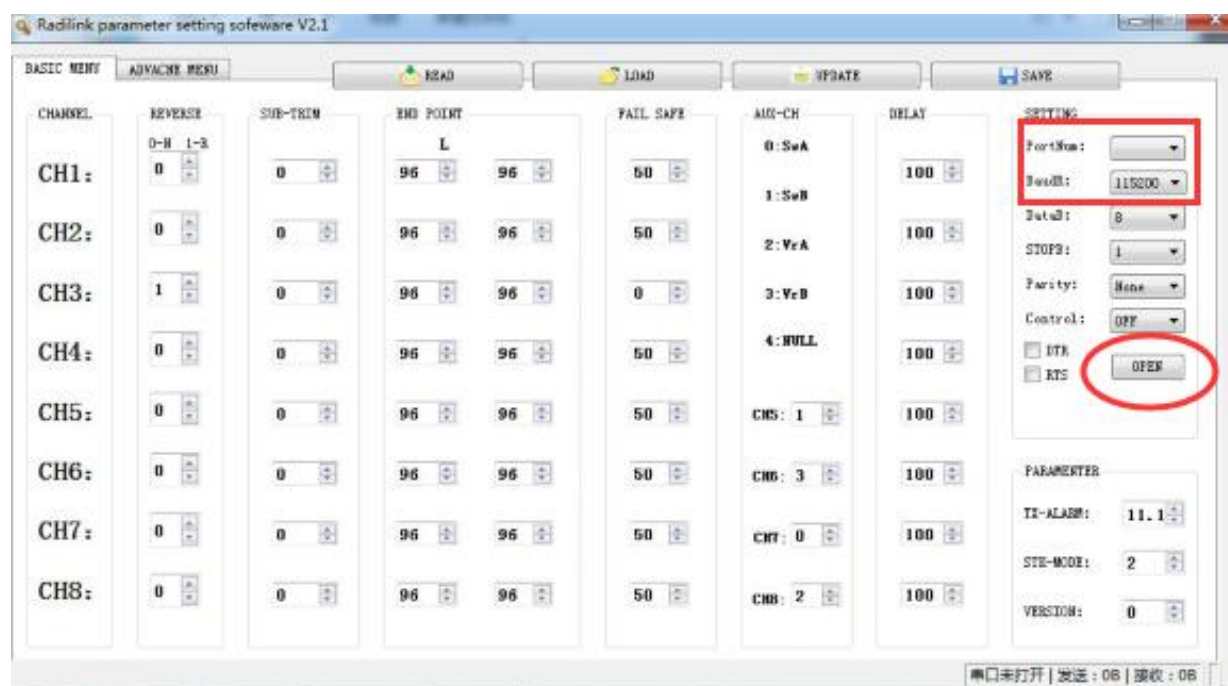 Radilink parameter setting sofeware V2.1
BASIC MENY ADVACNE MENU READ LOAD UPDATE SAVE
CHANNEL REVERSE SUB-TRIM END POINT FAIL SAFE AUX-CH DELAY SETTING
0-N 1-R L 0:SwA PortNum:
CH1: 0 0 96 96 50 100
1:SwB BaudR: 115200
CH2: 0 0 96 96 50 100 DataB: 8
2:VrA STOPB: 1
CH3: 1 0 96 96 0 3:VrB 100 Parity: None
Control: OFF
CH4: 0 0 96 96 50 4:NULL 100 DTR OPEN
RTS
CH5: 0 0 96 96 50 CH5: 1 100
CH6: 0 0 96 96 50 CH6: 3 100 PARAMENTER
TX-ALARM: 11.1
CH7: 0 0 96 96 50 CH7: 0 100
STK-MODE: 2
CH8: 0 0 96 96 50 CH8: 2 100
VERSION: 0
串口未打开 | 发送:0B | 接收:0B